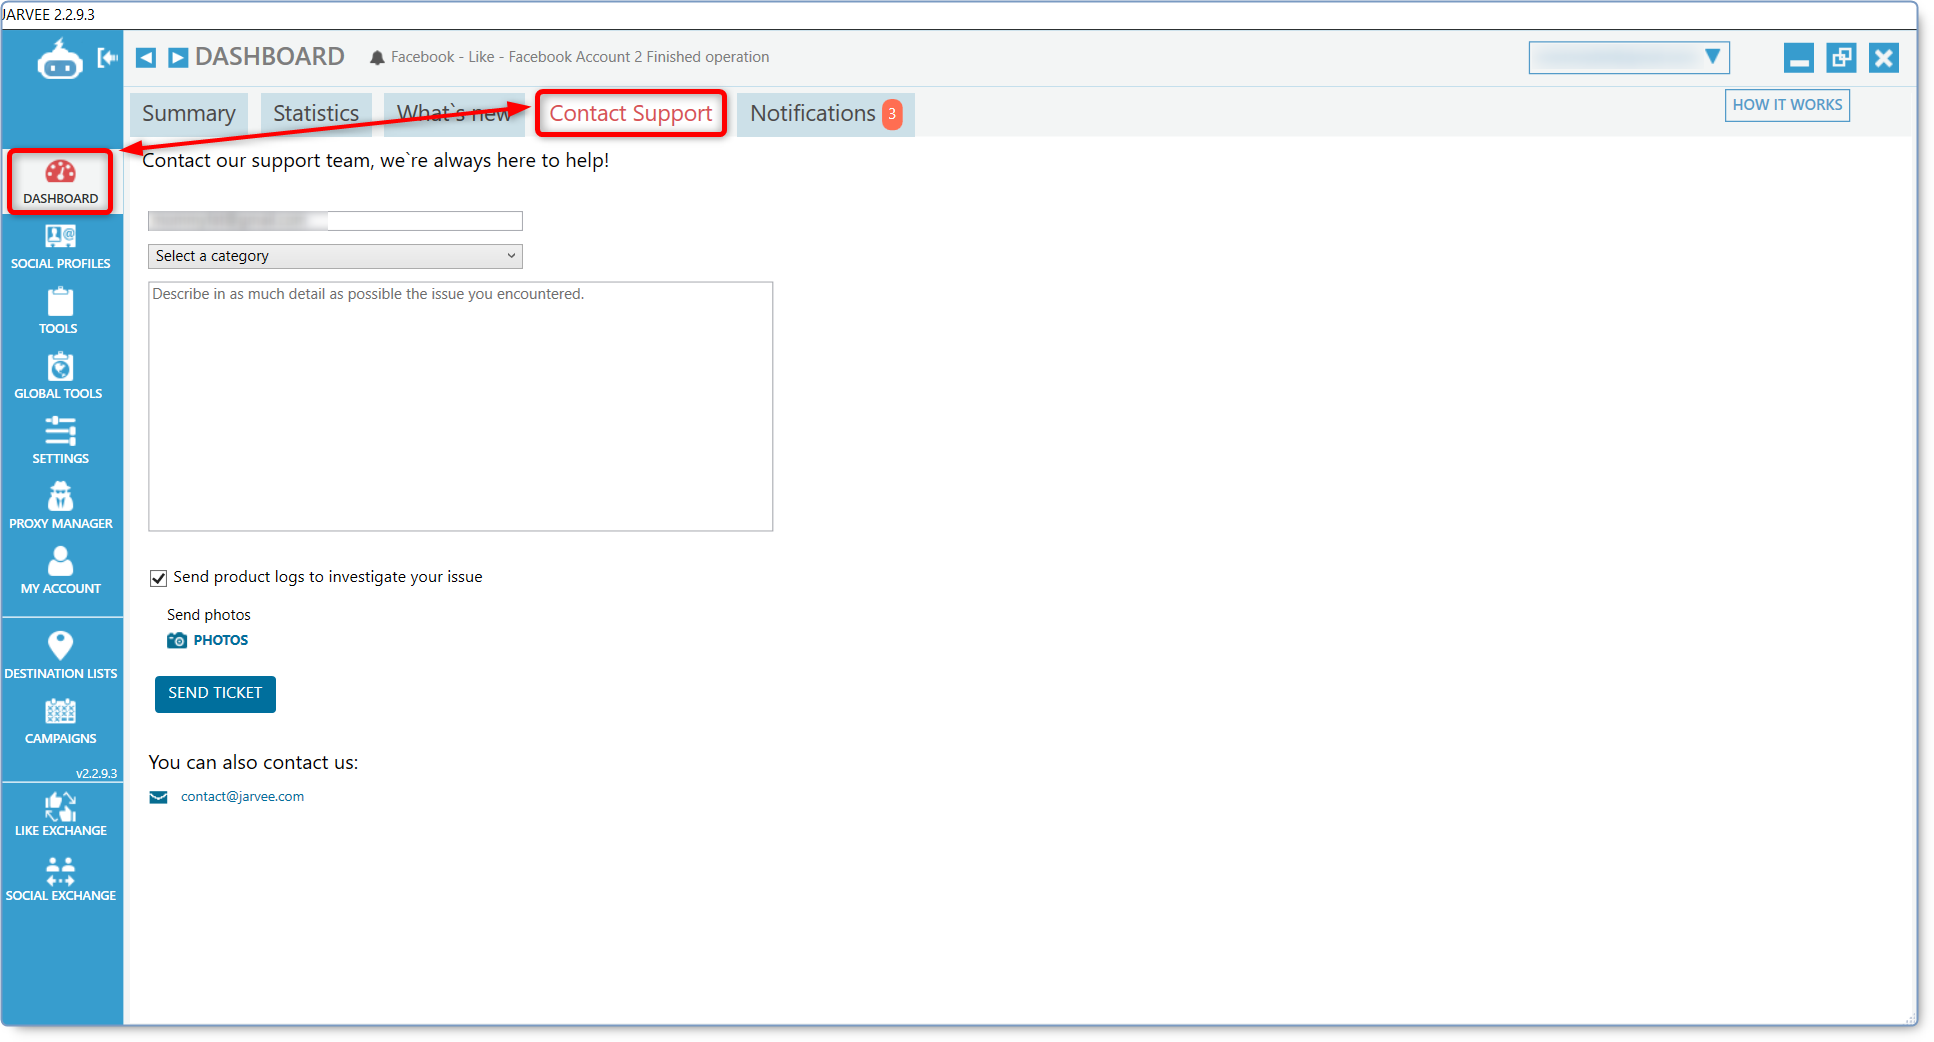 JARVEE 2.2.9.3
DASHBOARD
Facebook - Like - Facebook Account 2 Finished operation
Summary
Statistics
What`s new
Contact Support
Notifications 3
HOW IT WORKS
Contact our support team, we`re always here to help!
DASHBOARD
SOCIAL PROFILES
TOOLS
GLOBAL TOOLS
SETTINGS
PROXY MANAGER
MY ACCOUNT
DESTINATION LISTS
CAMPAIGNS
v2.2.9.3
LIKE EXCHANGE
SOCIAL EXCHANGE
Select a category
Describe in as much detail as possible the issue you encountered.
Send product logs to investigate your issue
Send photos
PHOTOS
SEND TICKET
You can also contact us:
contact@jarvee.com